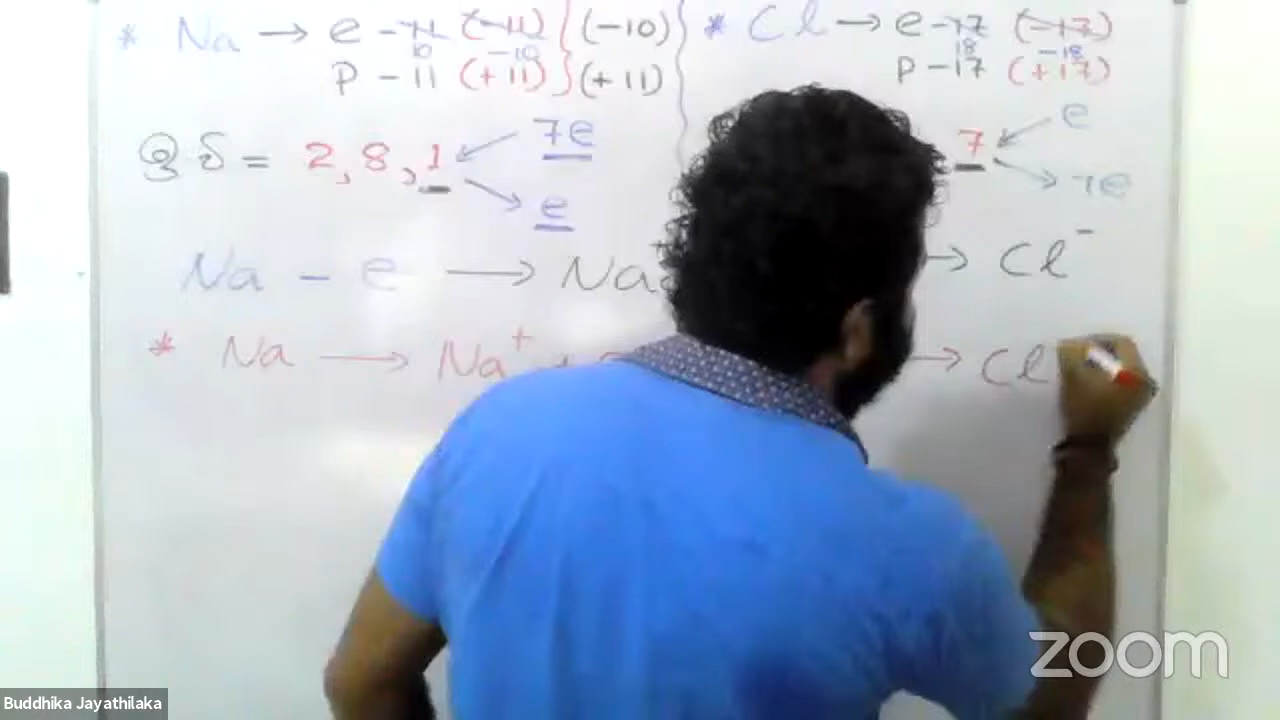 * Na → e - 11 (-11) (-10) * Cl → e - 17 (-17)
10 -10 18 -18
P - 11 (+11) (+11) P - 17 (+17)
ඉ.වි = 2, 8, 1 7e 7 e
e 7e
Na - e → Na → Cl⁻
* Na → Na⁺ + → Cl
zoom
Buddhika Jayathilaka